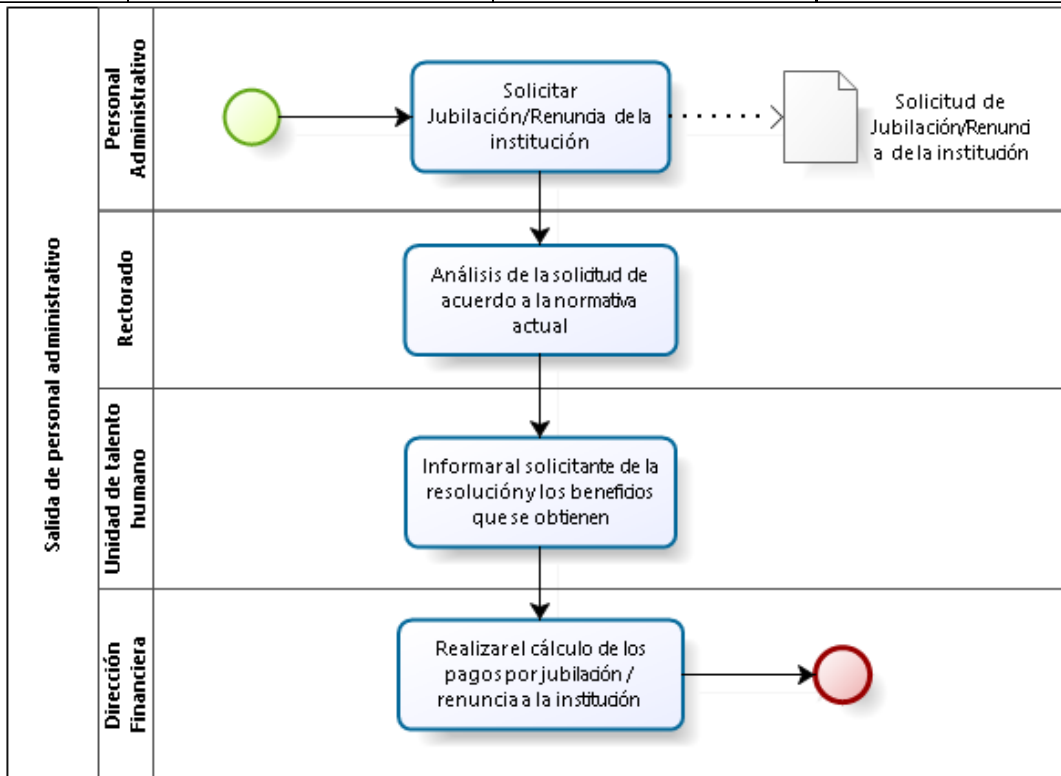 Salida de personal administrativo
Personal
Administrativo
Solicitar
Jubilación/Renuncia de la
institución
Solicitud de
Jubilación/Renunci
a de la institución
Rectorado
Análisis de la solicitud de
acuerdo a la normativa
actual
Unidad de talento
humano
Informar al solicitante de la
resolución y los beneficios
que se obtienen
Dirección
Financiera
Realizar el cálculo de los
pagos por jubilación /
renuncia a la institución